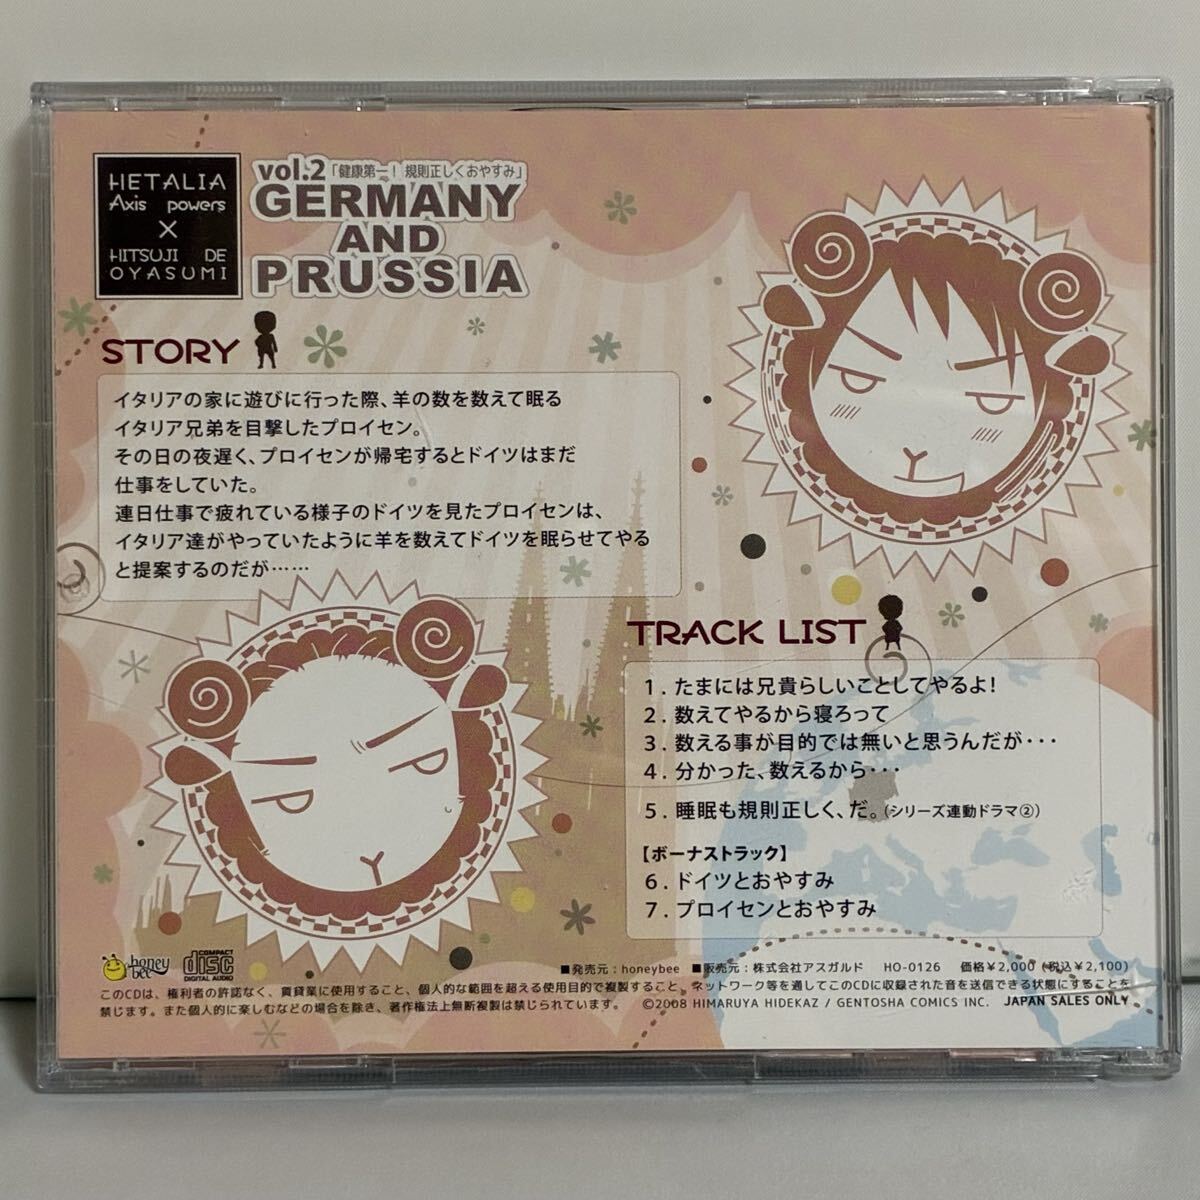 HETALIA
Axis powers
×
HITSUJI DE
OYASUMI
vol.2「健康第一！規則正しくおやすみ」
GERMANY
AND
PRUSSIA
STORY
イタリアの家に遊びに行った際、羊の数を数えて眠る
イタリア兄弟を目撃したプロイセン。
その日の夜遅く、プロイセンが帰宅するとドイツはまだ
仕事をしていた。
連日仕事で疲れている様子のドイツを見たプロイセンは、
イタリア達がやっていたように羊を数えてドイツを眠らせてやる
と提案するのだが……
TRACK LIST
1．たまには兄貴らしいことしてやるよ！
2．数えてやるから寝ろって
3．数える事が目的では無いと思うんだが・・・
4．分かった、数えるから・・・
5．睡眠も規則正しく、だ。（シリーズ連動ドラマ②）
【ボーナストラック】
6．ドイツとおやすみ
7．プロイセンとおやすみ
honey bee
COMPACT
disc
DIGITAL AUDIO
■発売元：honeybee ■販売元：株式会社アスガルド HO-0126 価格￥2,000（税込￥2,100）
このCDは、権利者の許諾なく、賃貸業に使用すること、個人的な範囲を超える使用目的で複製すること、ネットワーク等を通してこのCDに収録された音を送信できる状態にすることを
禁じます。また個人的に楽しむなどの場合を除き、著作権法上無断複製は禁じられています。 ©2008 HIMARUYA HIDEKAZ / GENTOSHA COMICS INC. JAPAN SALES ONLY